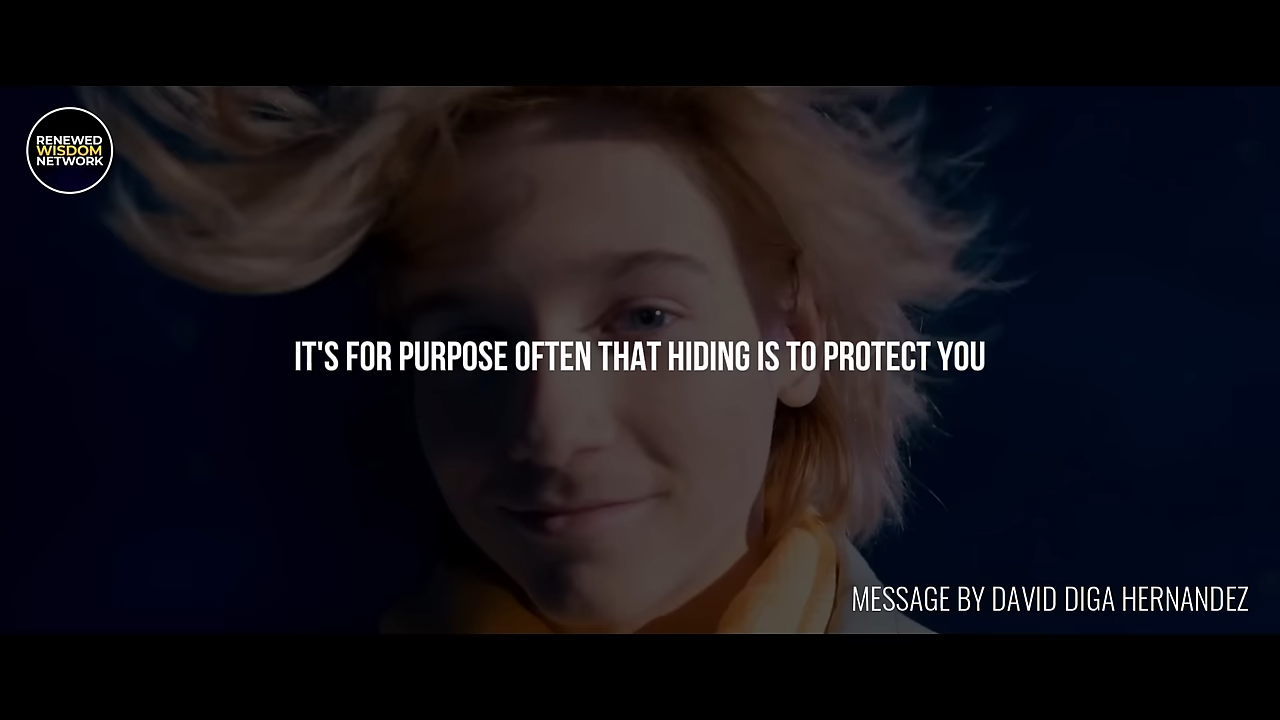 RENEWED
WISDOM
NETWORK
IT'S FOR PURPOSE OFTEN THAT HIDING IS TO PROTECT YOU
MESSAGE BY DAVID DIGA HERNANDEZ